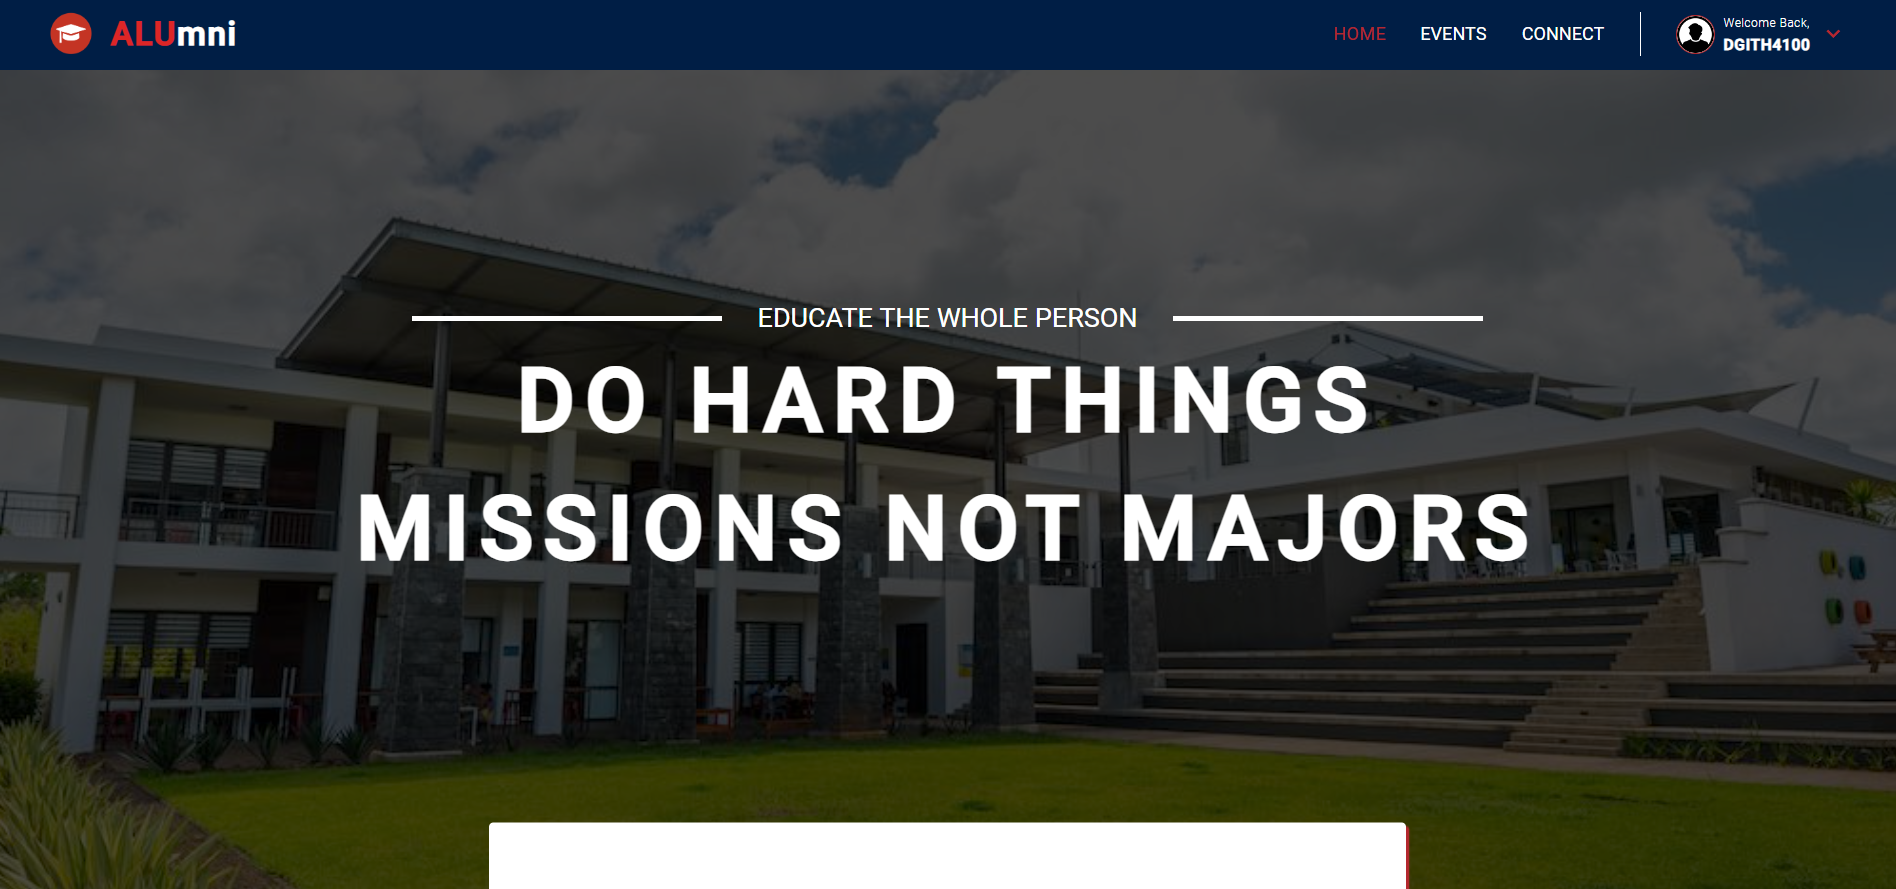 ALUmni
HOME
EVENTS
CONNECT
Welcome Back,
DGITH4100
EDUCATE THE WHOLE PERSON
DO HARD THINGS
MISSIONS NOT MAJORS